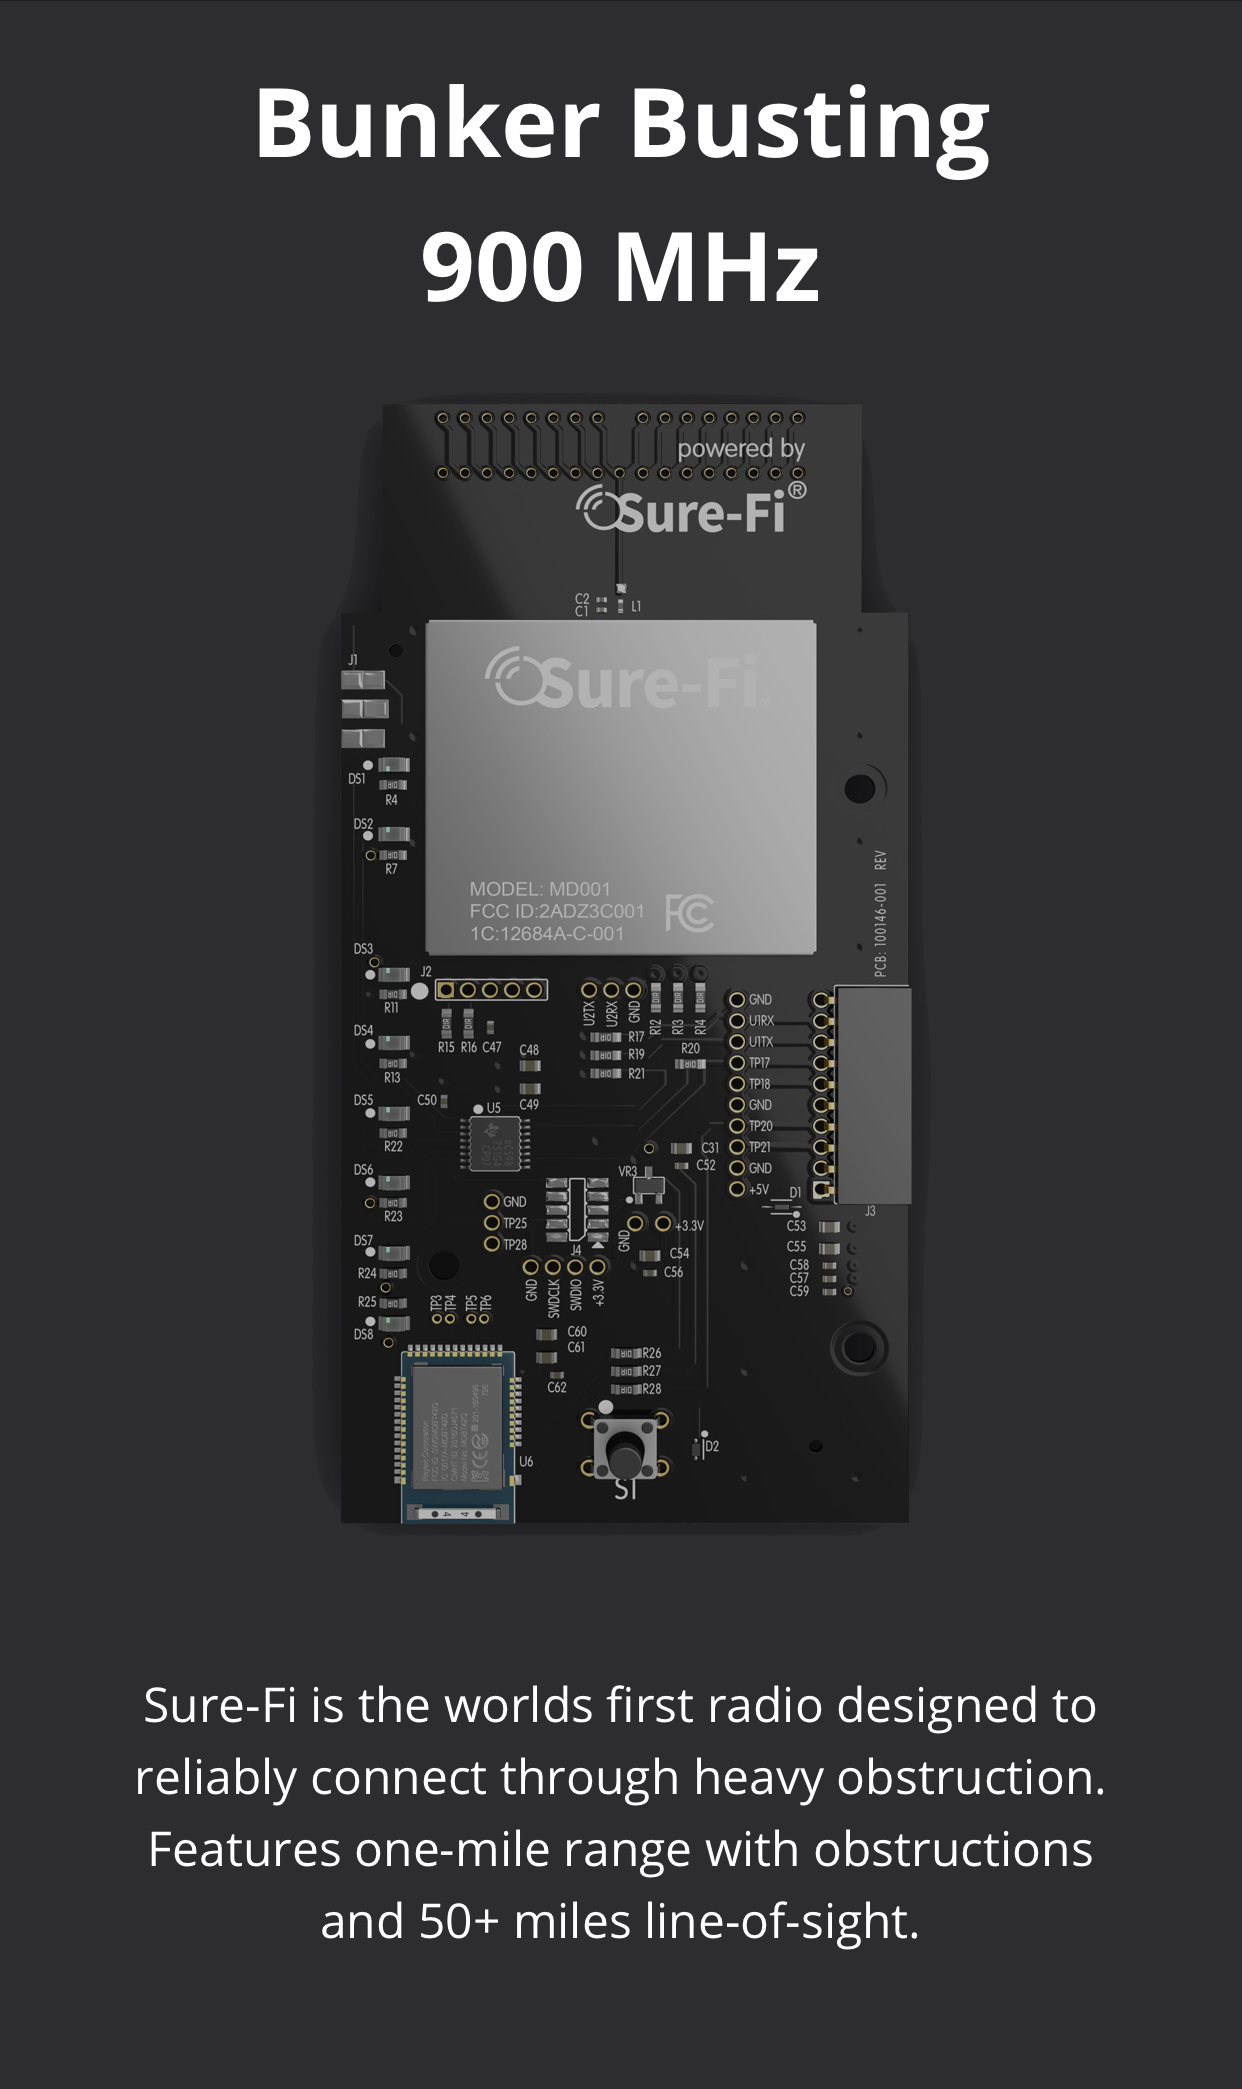 Bunker Busting
900 MHz
powered by
Sure-Fi®
C2
C1
L1
J1
Sure-Fi
DS1
R4
DS2
R7
MODEL: MD001
FCC ID:2ADZ3C001
1C:12684A-C-001
FC
PCB: 100146-001 REV
DS3
J2
R11
U2TX
U2RX
GND
R12
R13
R14
GND
U1RX
U1TX
TP17
TP18
GND
TP20
TP21
GND
+5V
R15
R16
C47
R17
R19
R21
R20
C48
C49
C50
DS4
R13
DS5
R22
U5
C31
C52
VR3
D1
J3
DS6
R23
GND
TP25
TP28
J4
GND
+3.3V
C53
C55
C58
C57
C59
C54
C56
DS7
R24
R25
DS8
GND
SWDCLK
SWDIO
+3.3V
TP3
TP4
TP5
TP6
C60
C61
C62
R26
R27
R28
U6
D2
S1
Sure-Fi is the worlds first radio designed to
reliably connect through heavy obstruction.
Features one-mile range with obstructions
and 50+ miles line-of-sight.